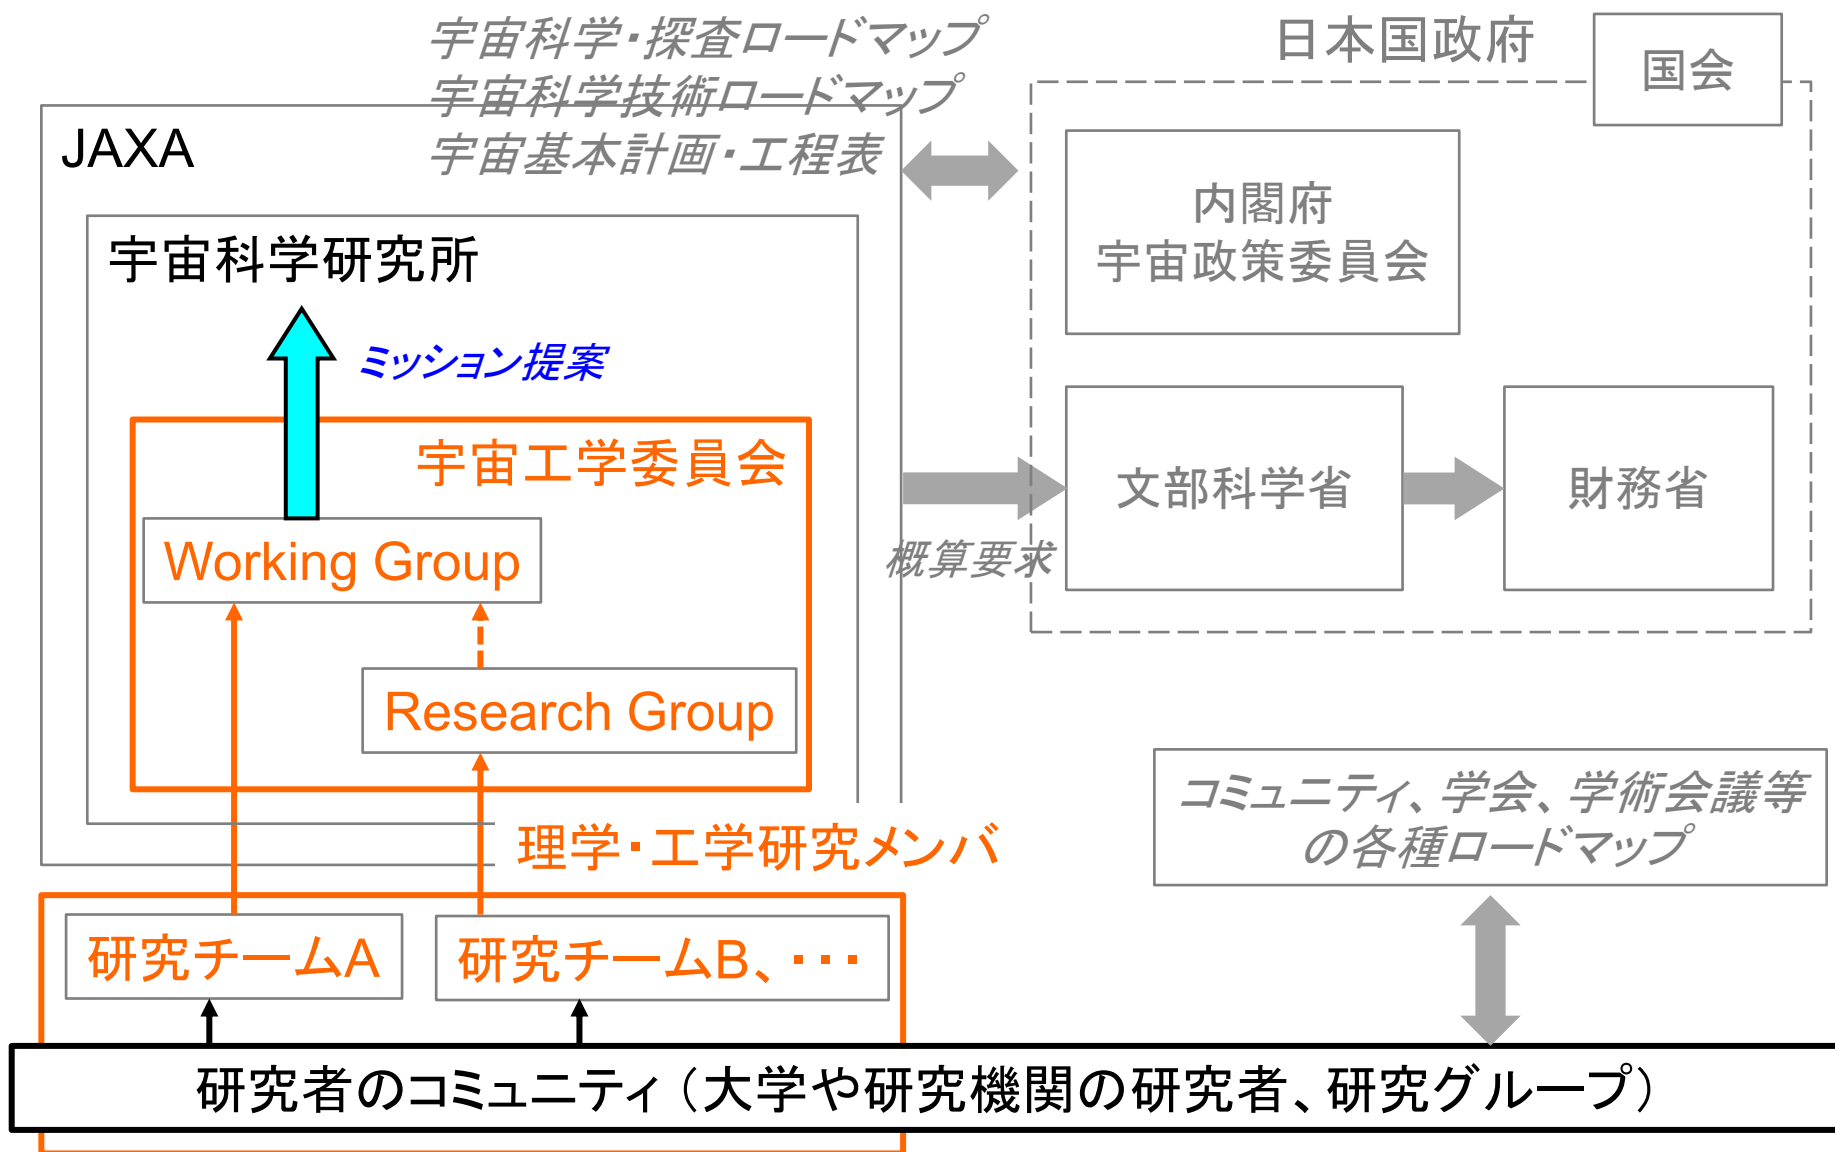 宇宙科学・探査ロードマップ
宇宙科学技術ロードマップ
宇宙基本計画・工程表
日本国政府
国会
JAXA
内閣府
宇宙政策委員会
宇宙科学研究所
ミッション提案
宇宙工学委員会
文部科学省
財務省
概算要求
Working Group
Research Group
コミュニティ、学会、学術会議等
の各種ロードマップ
理学・工学研究メンバ
研究チームA
研究チームB、・・・
研究者のコミュニティ（大学や研究機関の研究者、研究グループ）